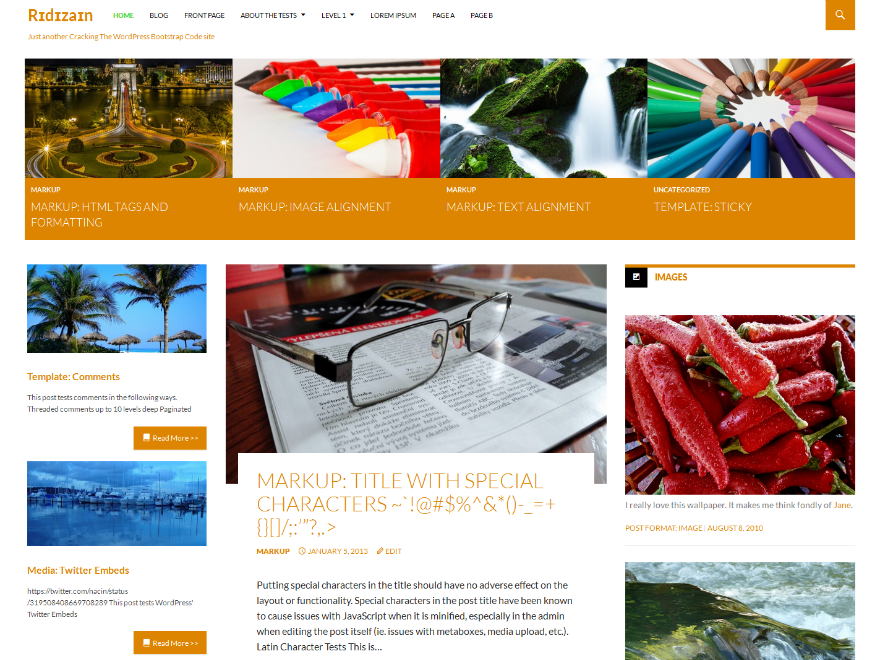 Ridizain
HOME BLOG FRONT PAGE ABOUT THE TESTS LEVEL 1 LOREM IPSUM PAGE A PAGE B
Just another Cracking The WordPress Bootstrap Code site
MARKUP
MARKUP: HTML TAGS AND
FORMATTING
MARKUP
MARKUP: IMAGE ALIGNMENT
MARKUP
MARKUP: TEXT ALIGNMENT
UNCATEGORIZED
TEMPLATE: STICKY
Template: Comments
This post tests comments in the following ways.
Threaded comments up to 10 levels deep Paginated
Read More >>
Media: Twitter Embeds
https://twitter.com/nacin/status
/319508408669708289 This post tests WordPress'
Twitter Embeds
Read More >>
VYLEPŠENÁ ELEKTRONIKA
MARKUP: TITLE WITH SPECIAL
CHARACTERS ~`!@#$%^&*()-_=+
{}[]/;:'"?,.>
MARKUP JANUARY 5, 2013 EDIT
Putting special characters in the title should have no adverse effect on the
layout or functionality. Special characters in the post title have been known
to cause issues with JavaScript when it is minified, especially in the admin
when editing the post itself (ie. issues with metaboxes, media upload, etc.).
Latin Character Tests This is…
IMAGES
I really love this wallpaper. It makes me think fondly of Jane.
POST FORMAT: IMAGE | AUGUST 8, 2010